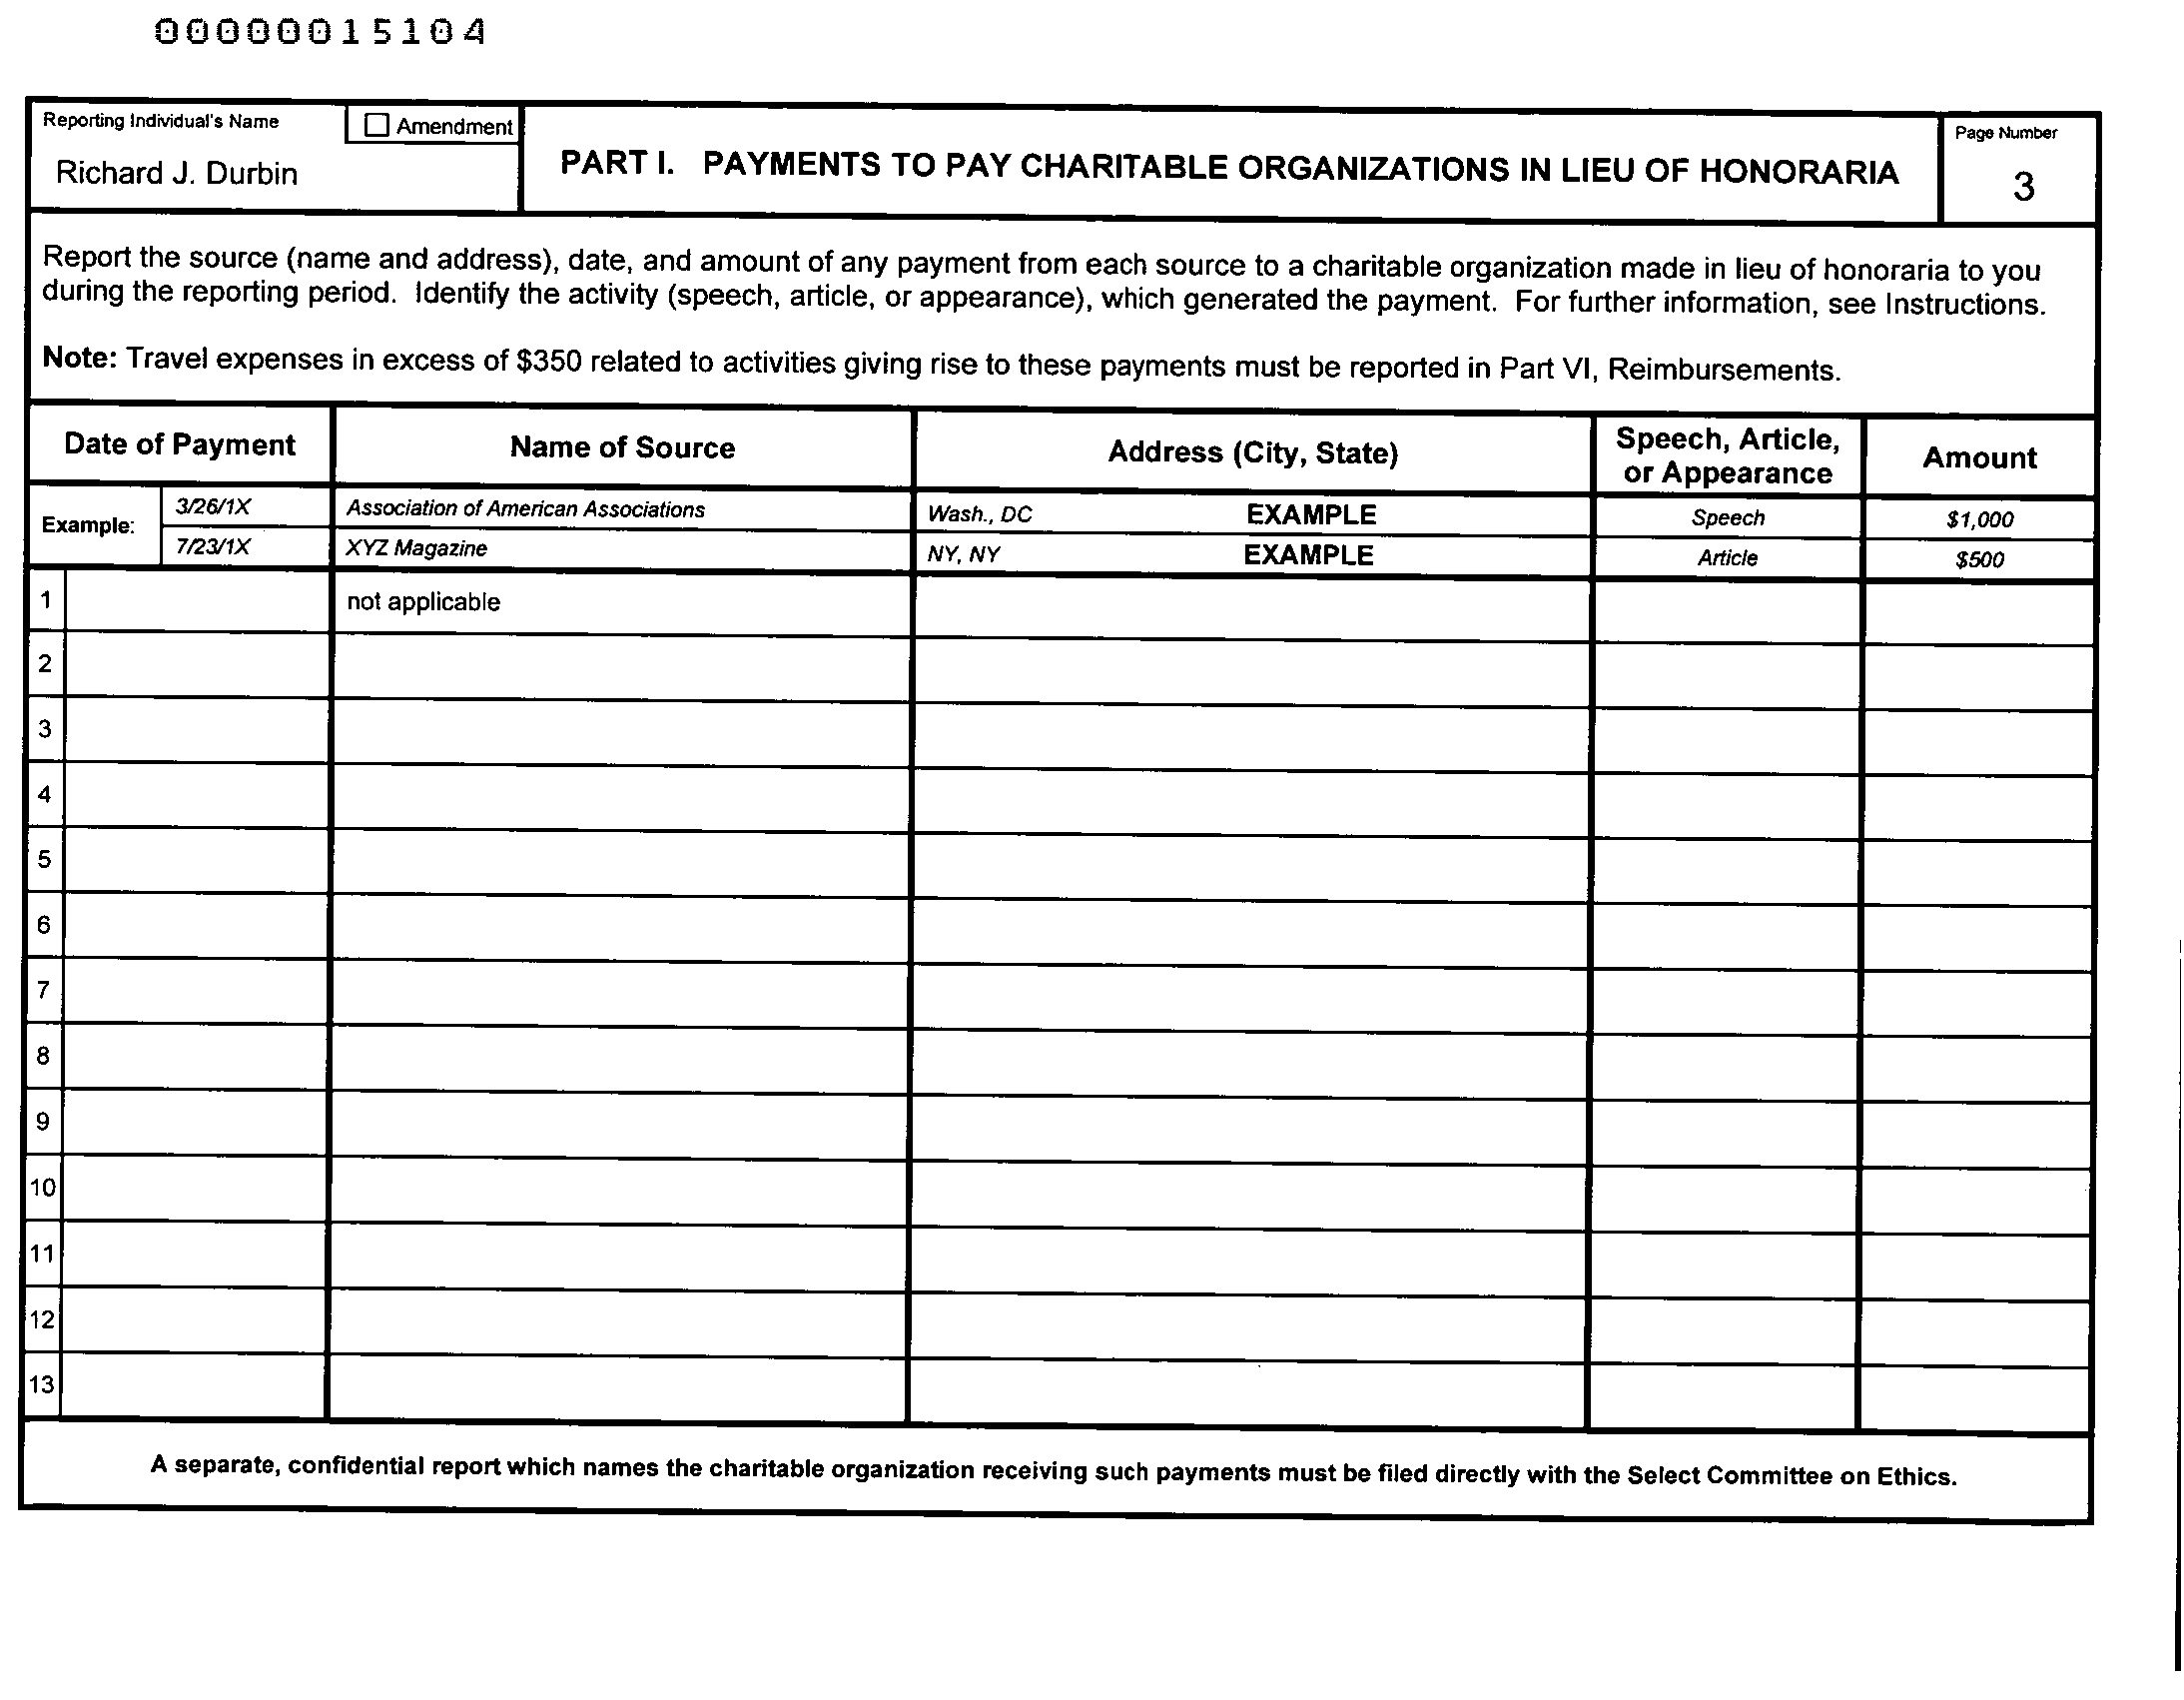 00000015104
Reporting Individual's Name
Amendment
Richard J. Durbin
PART I. PAYMENTS TO PAY CHARITABLE ORGANIZATIONS IN LIEU OF HONORARIA
Page Number
3
Report the source (name and address), date, and amount of any payment from each source to a charitable organization made in lieu of honoraria to you
during the reporting period. Identify the activity (speech, article, or appearance), which generated the payment. For further information, see Instructions.
Note: Travel expenses in excess of $350 related to activities giving rise to these payments must be reported in Part VI, Reimbursements.
Date of Payment
Name of Source
Address (City, State)
Speech, Article,
or Appearance
Amount
Example:
3/26/1X
Association of American Associations
Wash., DC
EXAMPLE
Speech
$1,000
7/23/1X
XYZ Magazine
NY, NY
EXAMPLE
Article
$500
1
not applicable
2
3
4
5
6
7
8
9
10
11
12
13
A separate, confidential report which names the charitable organization receiving such payments must be filed directly with the Select Committee on Ethics.